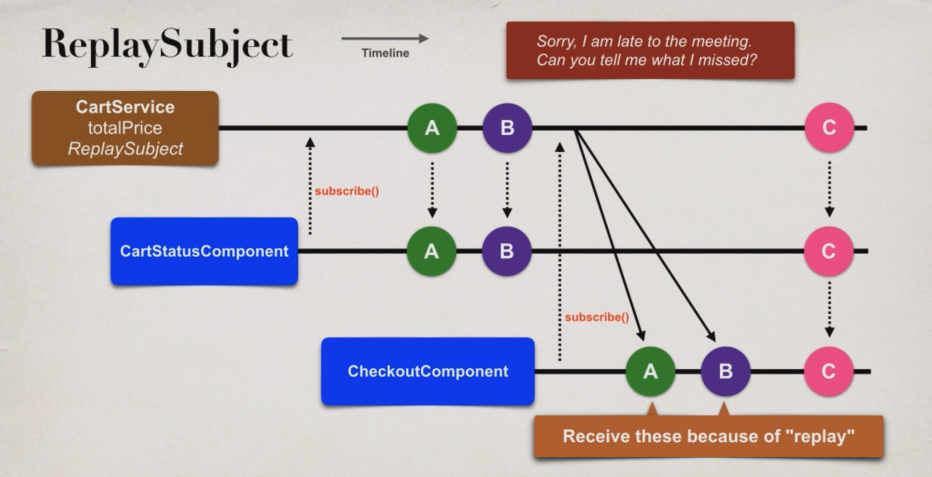 ReplaySubject
Timeline
Sorry, I am late to the meeting.
Can you tell me what I missed?
CartService
totalPrice
ReplaySubject
A
B
C
subscribe()
CartStatusComponent
A
B
C
subscribe()
CheckoutComponent
A
B
C
Receive these because of "replay"